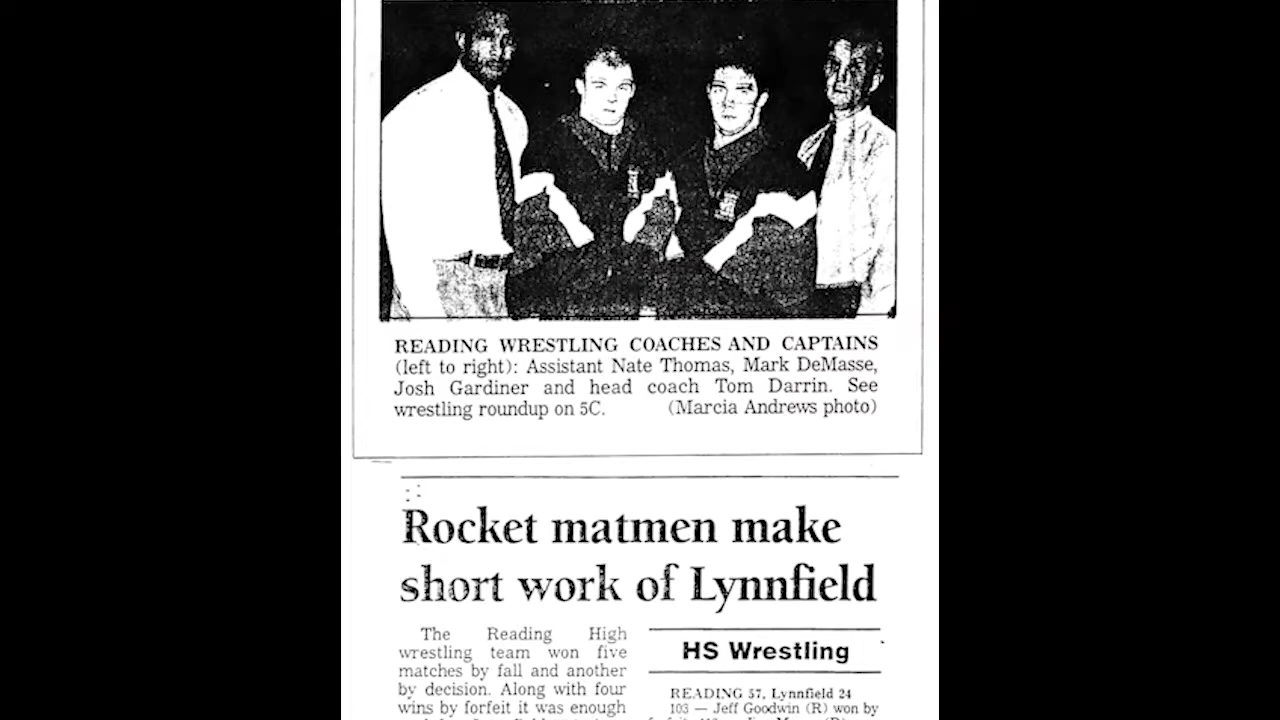 READING WRESTLING COACHES AND CAPTAINS
(left to right): Assistant Nate Thomas, Mark DeMasse,
Josh Gardiner and head coach Tom Darrin. See
wrestling roundup on 5C. (Marcia Andrews photo)
Rocket matmen make
short work of Lynnfield
The Reading High
wrestling team won five
matches by fall and another
by decision. Along with four
wins by forfeit it was enough
HS Wrestling
READING 57, Lynnfield 24
103 — Jeff Goodwin (R) won by